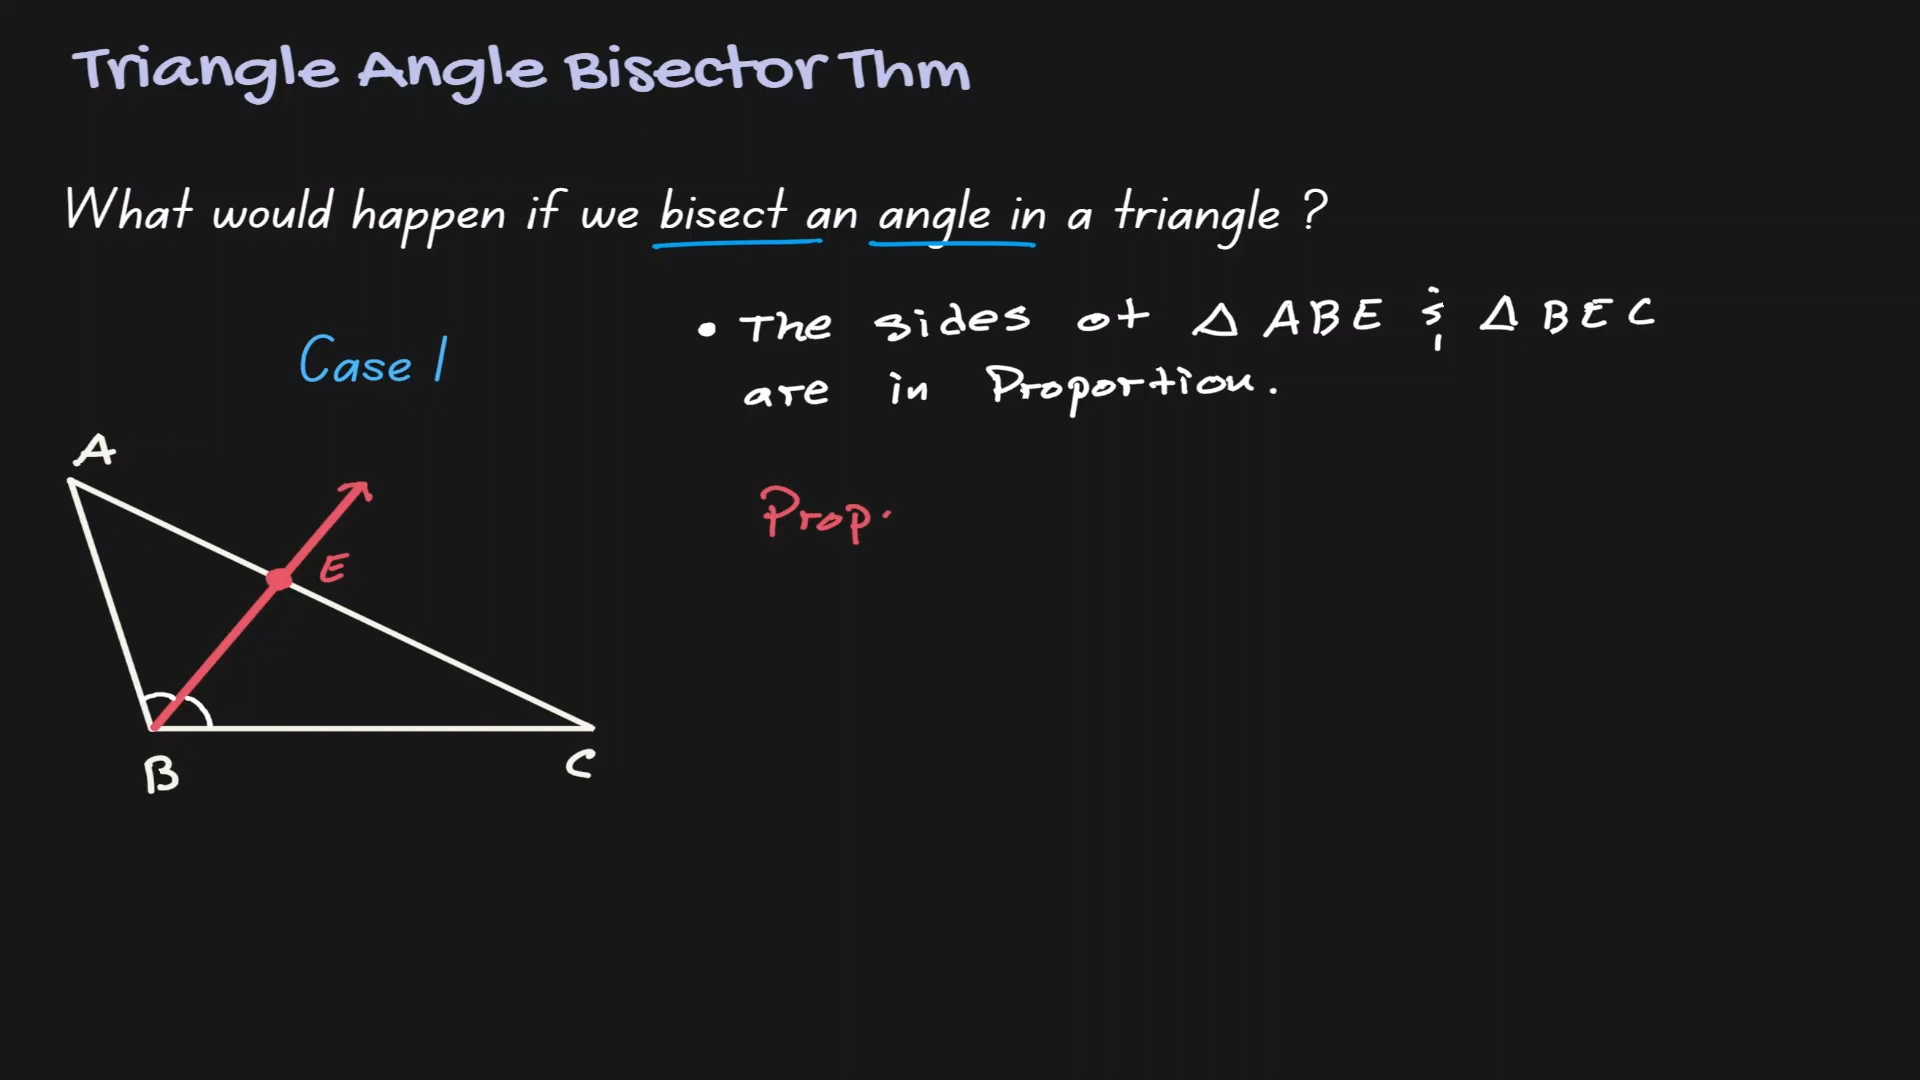 Triangle Angle Bisector Thm
What would happen if we bisect an angle in a triangle ?
• The sides of △ ABE & △ BEC
are in Proportion.
Case 1
Prop.
A
E
B
C